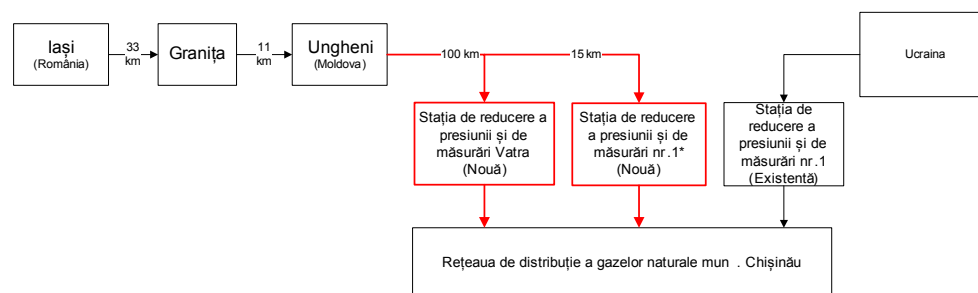 Iași
(România)
33
km
Granița
11
km
Ungheni
(Moldova)
100 km
15 km
Ucraina
Stația de reducere a
presiunii și de
măsurări Vatra
(Nouă)
Stația de reducere
a presiunii și de
măsurări nr.1*
(Nouă)
Stația de
reducere a
presiunii și de
măsurări nr.1
(Existentă)
Rețeaua de distribuție a gazelor naturale mun . Chișinău